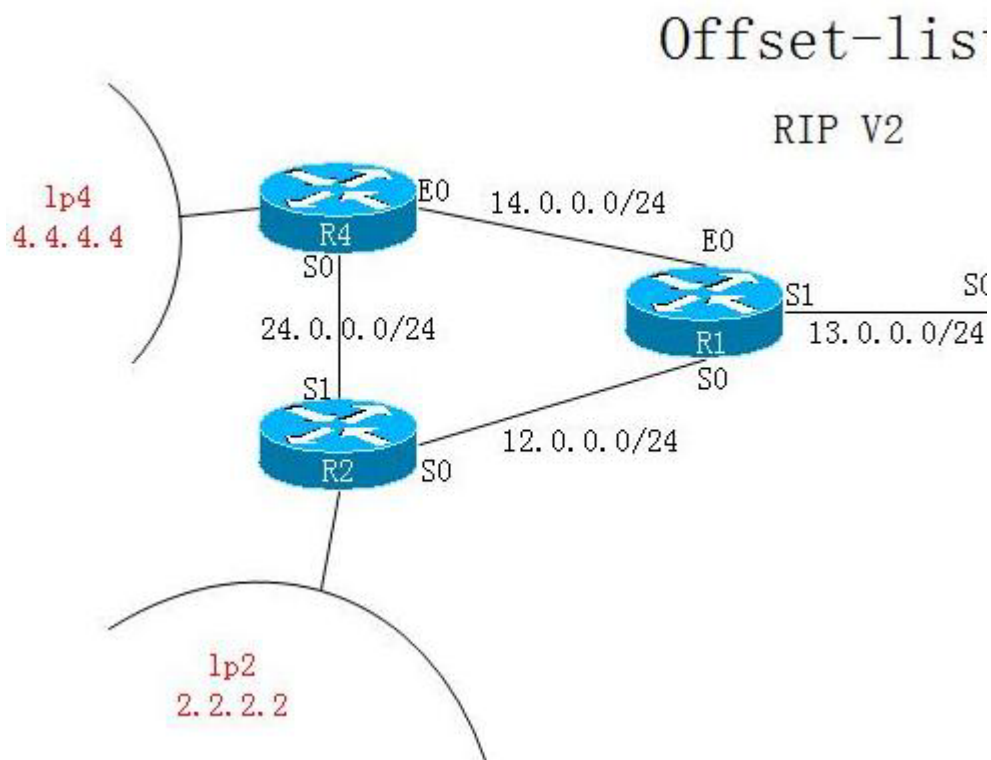 Offset-list
RIP V2
lp4
4.4.4.4
E0
14.0.0.0/24
R4
S0
E0
S1
S0
24.0.0.0/24
13.0.0.0/24
R1
S0
S1
12.0.0.0/24
R2
S0
lp2
2.2.2.2